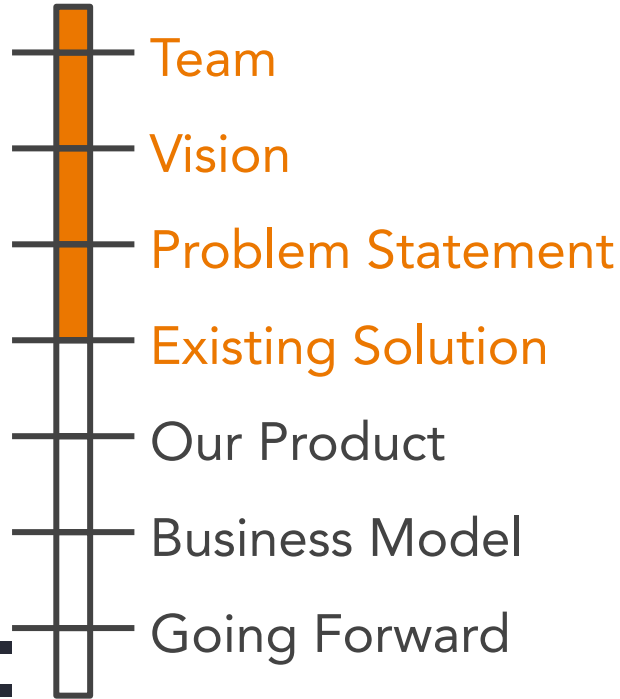 Team
Vision
Problem Statement
Existing Solution
Our Product
Business Model
Going Forward